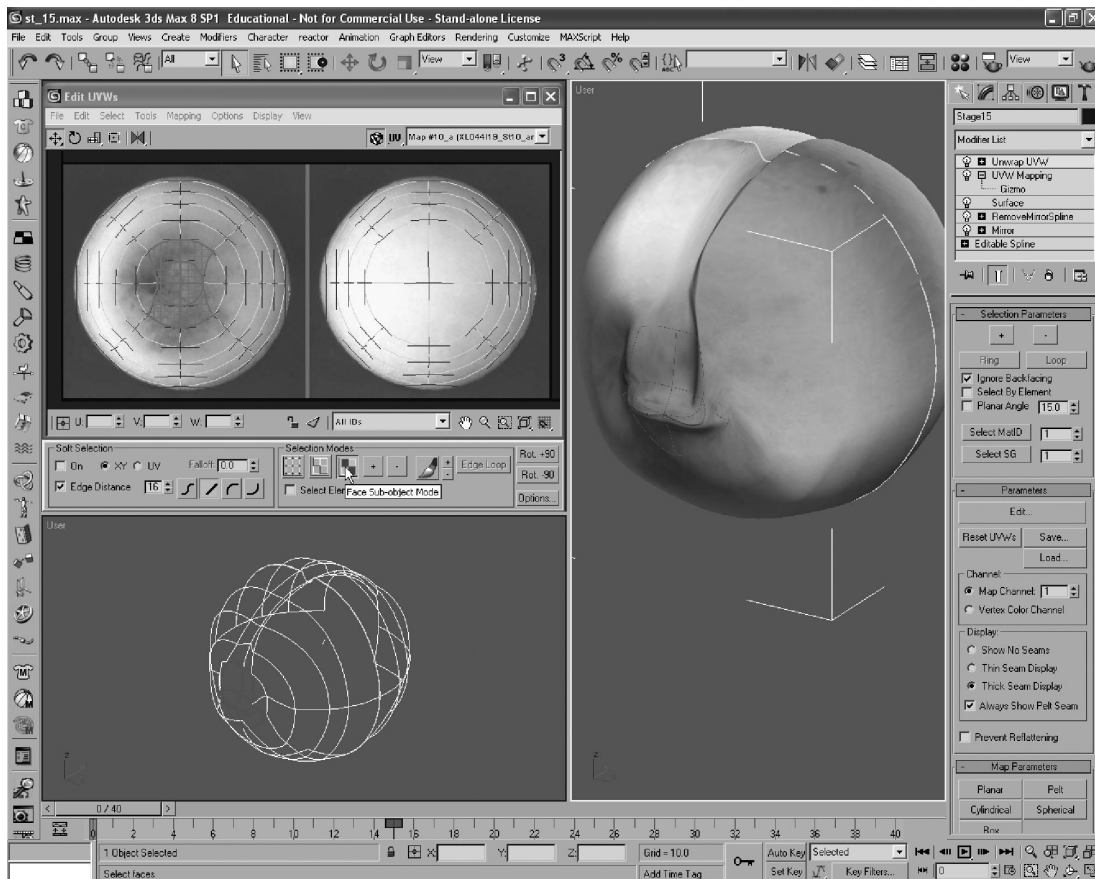 st_15.max - Autodesk 3ds Max 8 SP1 Educational - Not for Commercial Use - Stand-alone License
File Edit Tools Group Views Create Modifiers Character reactor Animation Graph Editors Rendering Customize MAXScript Help
All
View
View
Edit UVWs
File Edit Select Tools Mapping Options Display View
UV
Map #10_a (XL04419_St10_ar
U: V: W:
All IDs
Soft Selection
On XY UV Falloff: 0.0
Edge Distance 16
Selection Modes
+ - + - Edge Loop
Select Ele
Face Sub-object Mode
Rot. +90
Rot. -90
Options...
User
z
User
z
Stage15
Modifier List
Unwrap UVW
UVW Mapping
Gizmo
Surface
RemoveMirrorSpline
Mirror
Editable Spline
- Selection Parameters
+ -
Ring Loop
Ignore Backfacing
Select By Element
Planar Angle 15.0
Select MatID 1
Select SG 1
- Parameters
Edit...
Reset UVWs Save...
Load...
Channel:
Map Channel: 1
Vertex Color Channel
Display:
Show No Seams
Thin Seam Display
Thick Seam Display
Always Show Pelt Seam
Prevent Reflattening
- Map Parameters
Planar Pelt
Cylindrical Spherical
Box
< 0 / 40 >
0 2 4 6 8 10 12 14 16 18 20 22 24 26 28 30 32 34 36 38 40
1 Object Selected X: Y: Z: Grid = 10.0 Auto Key Selected
Select faces Add Time Tag Set Key Key Filters... 0